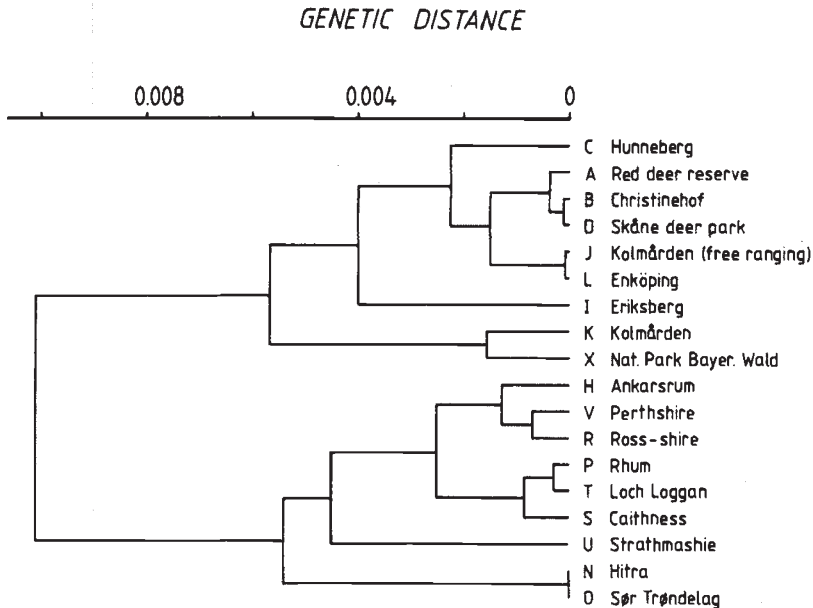 GENETIC DISTANCE
0.008 0.004 0
C Hunneberg
A Red deer reserve
B Christinehof
D Skåne deer park
J Kolmården (free ranging)
L Enköping
I Eriksberg
K Kolmården
X Nat. Park Bayer. Wald
H Ankarsrum
V Perthshire
R Ross-shire
P Rhum
T Loch Loggan
S Caithness
U Strathmashie
N Hitra
O Sør Trøndelag